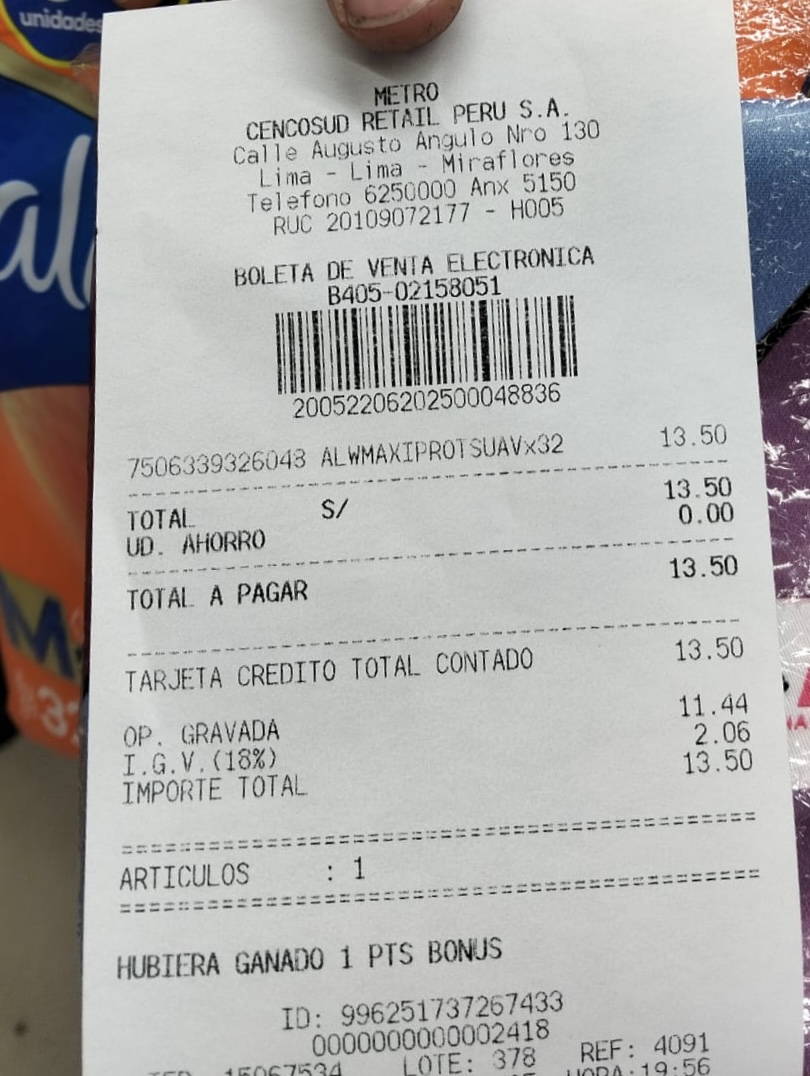 unidades
METRO
CENCOSUD RETAIL PERU S.A.
Calle Augusto Angulo Nro 130
Lima - Lima - Miraflores
Telefono 6250000 Anx 5150
RUC 20109072177 - H005
BOLETA DE VENTA ELECTRONICA
B405-02158051
20052206202500048836
7506339326043 ALWMAXIPROTSUAVx32 13.50
TOTAL S/ 13.50
UD. AHORRO 0.00
TOTAL A PAGAR 13.50
TARJETA CREDITO TOTAL CONTADO 13.50
OP. GRAVADA 11.44
I.G.V.(18%) 2.06
IMPORTE TOTAL 13.50
ARTICULOS : 1
HUBIERA GANADO 1 PTS BONUS
ID: 996251737267433
0000000000002418
15067534 LOTE: 378 REF: 4091
HORA:19:56